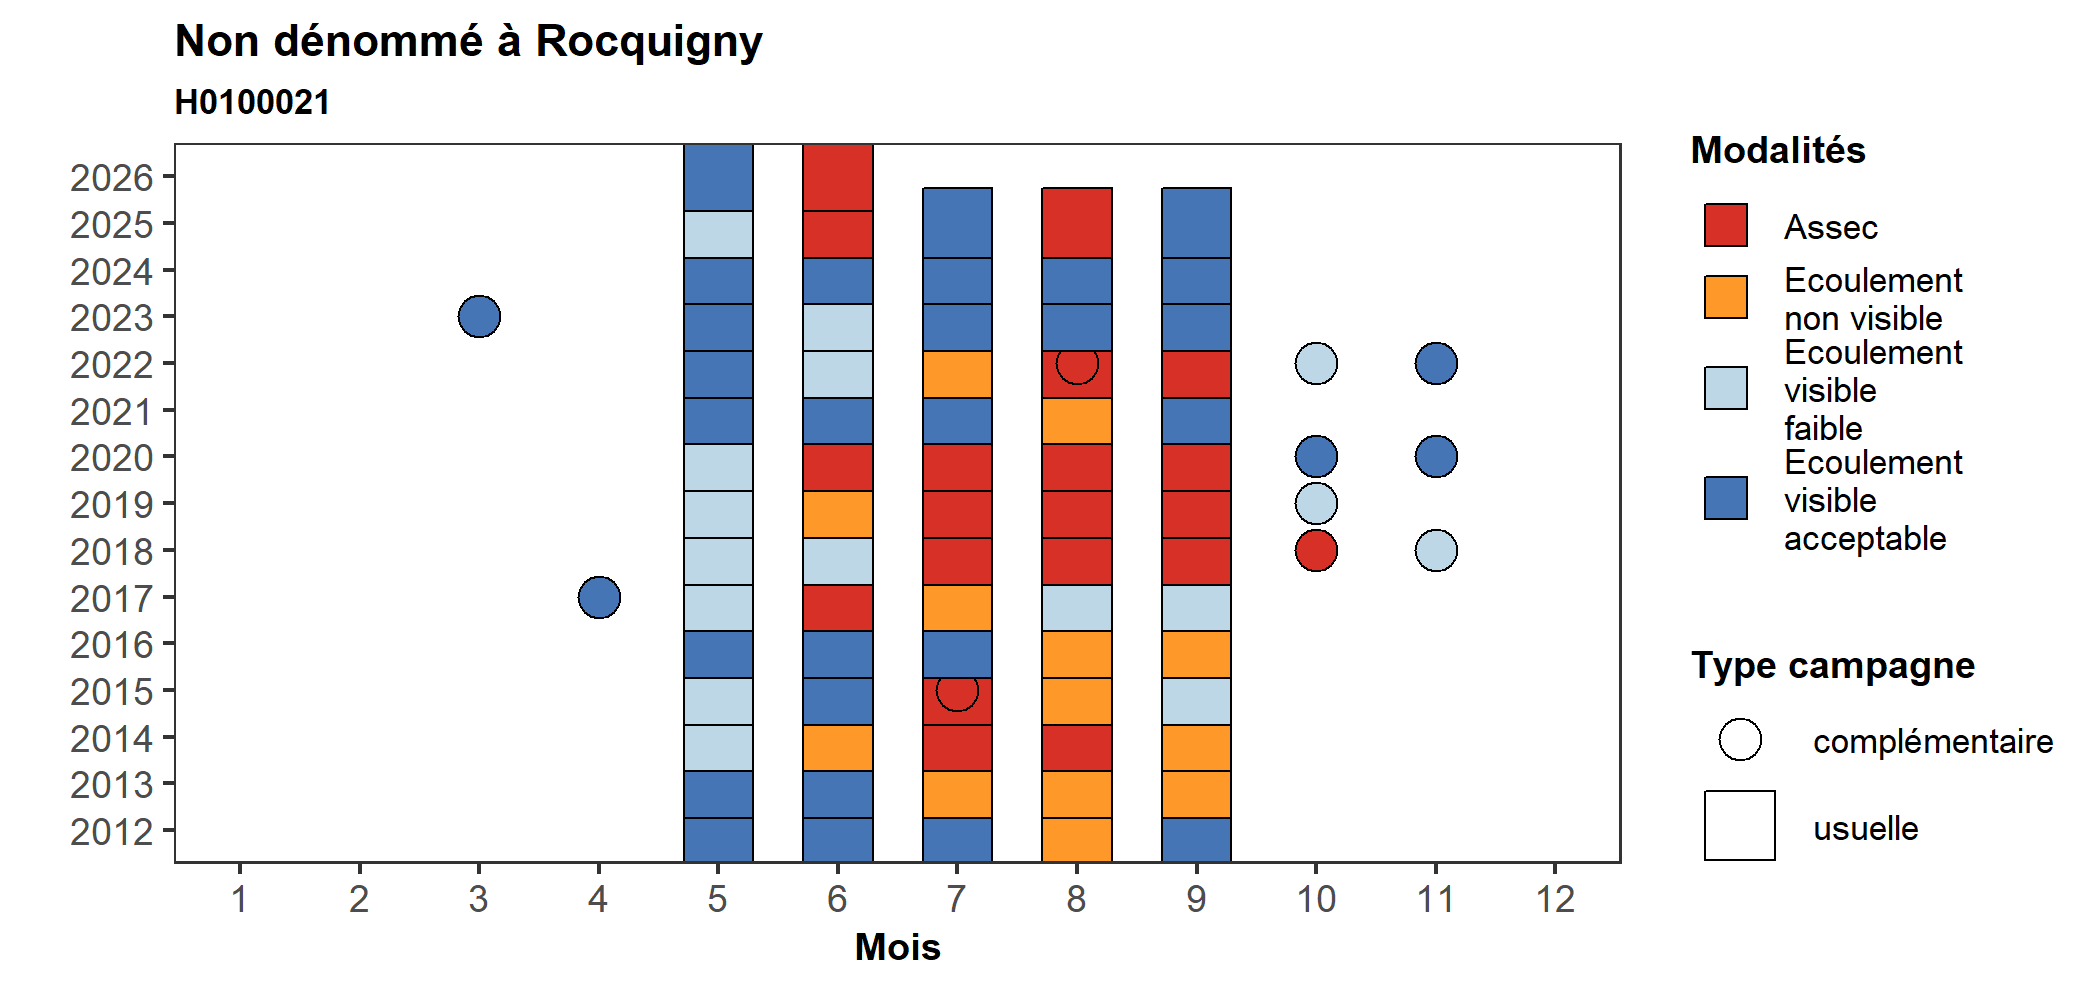 Non dénommé à Rocquigny
H0100021
2026
2025
2024
2023
2022
2021
2020
2019
2018
2017
2016
2015
2014
2013
2012
1 2 3 4 5 6 7 8 9 10 11 12
Mois
Modalités
Assec
Ecoulement
non visible
Ecoulement
visible
faible
Ecoulement
visible
acceptable
Type campagne
complémentaire
usuelle